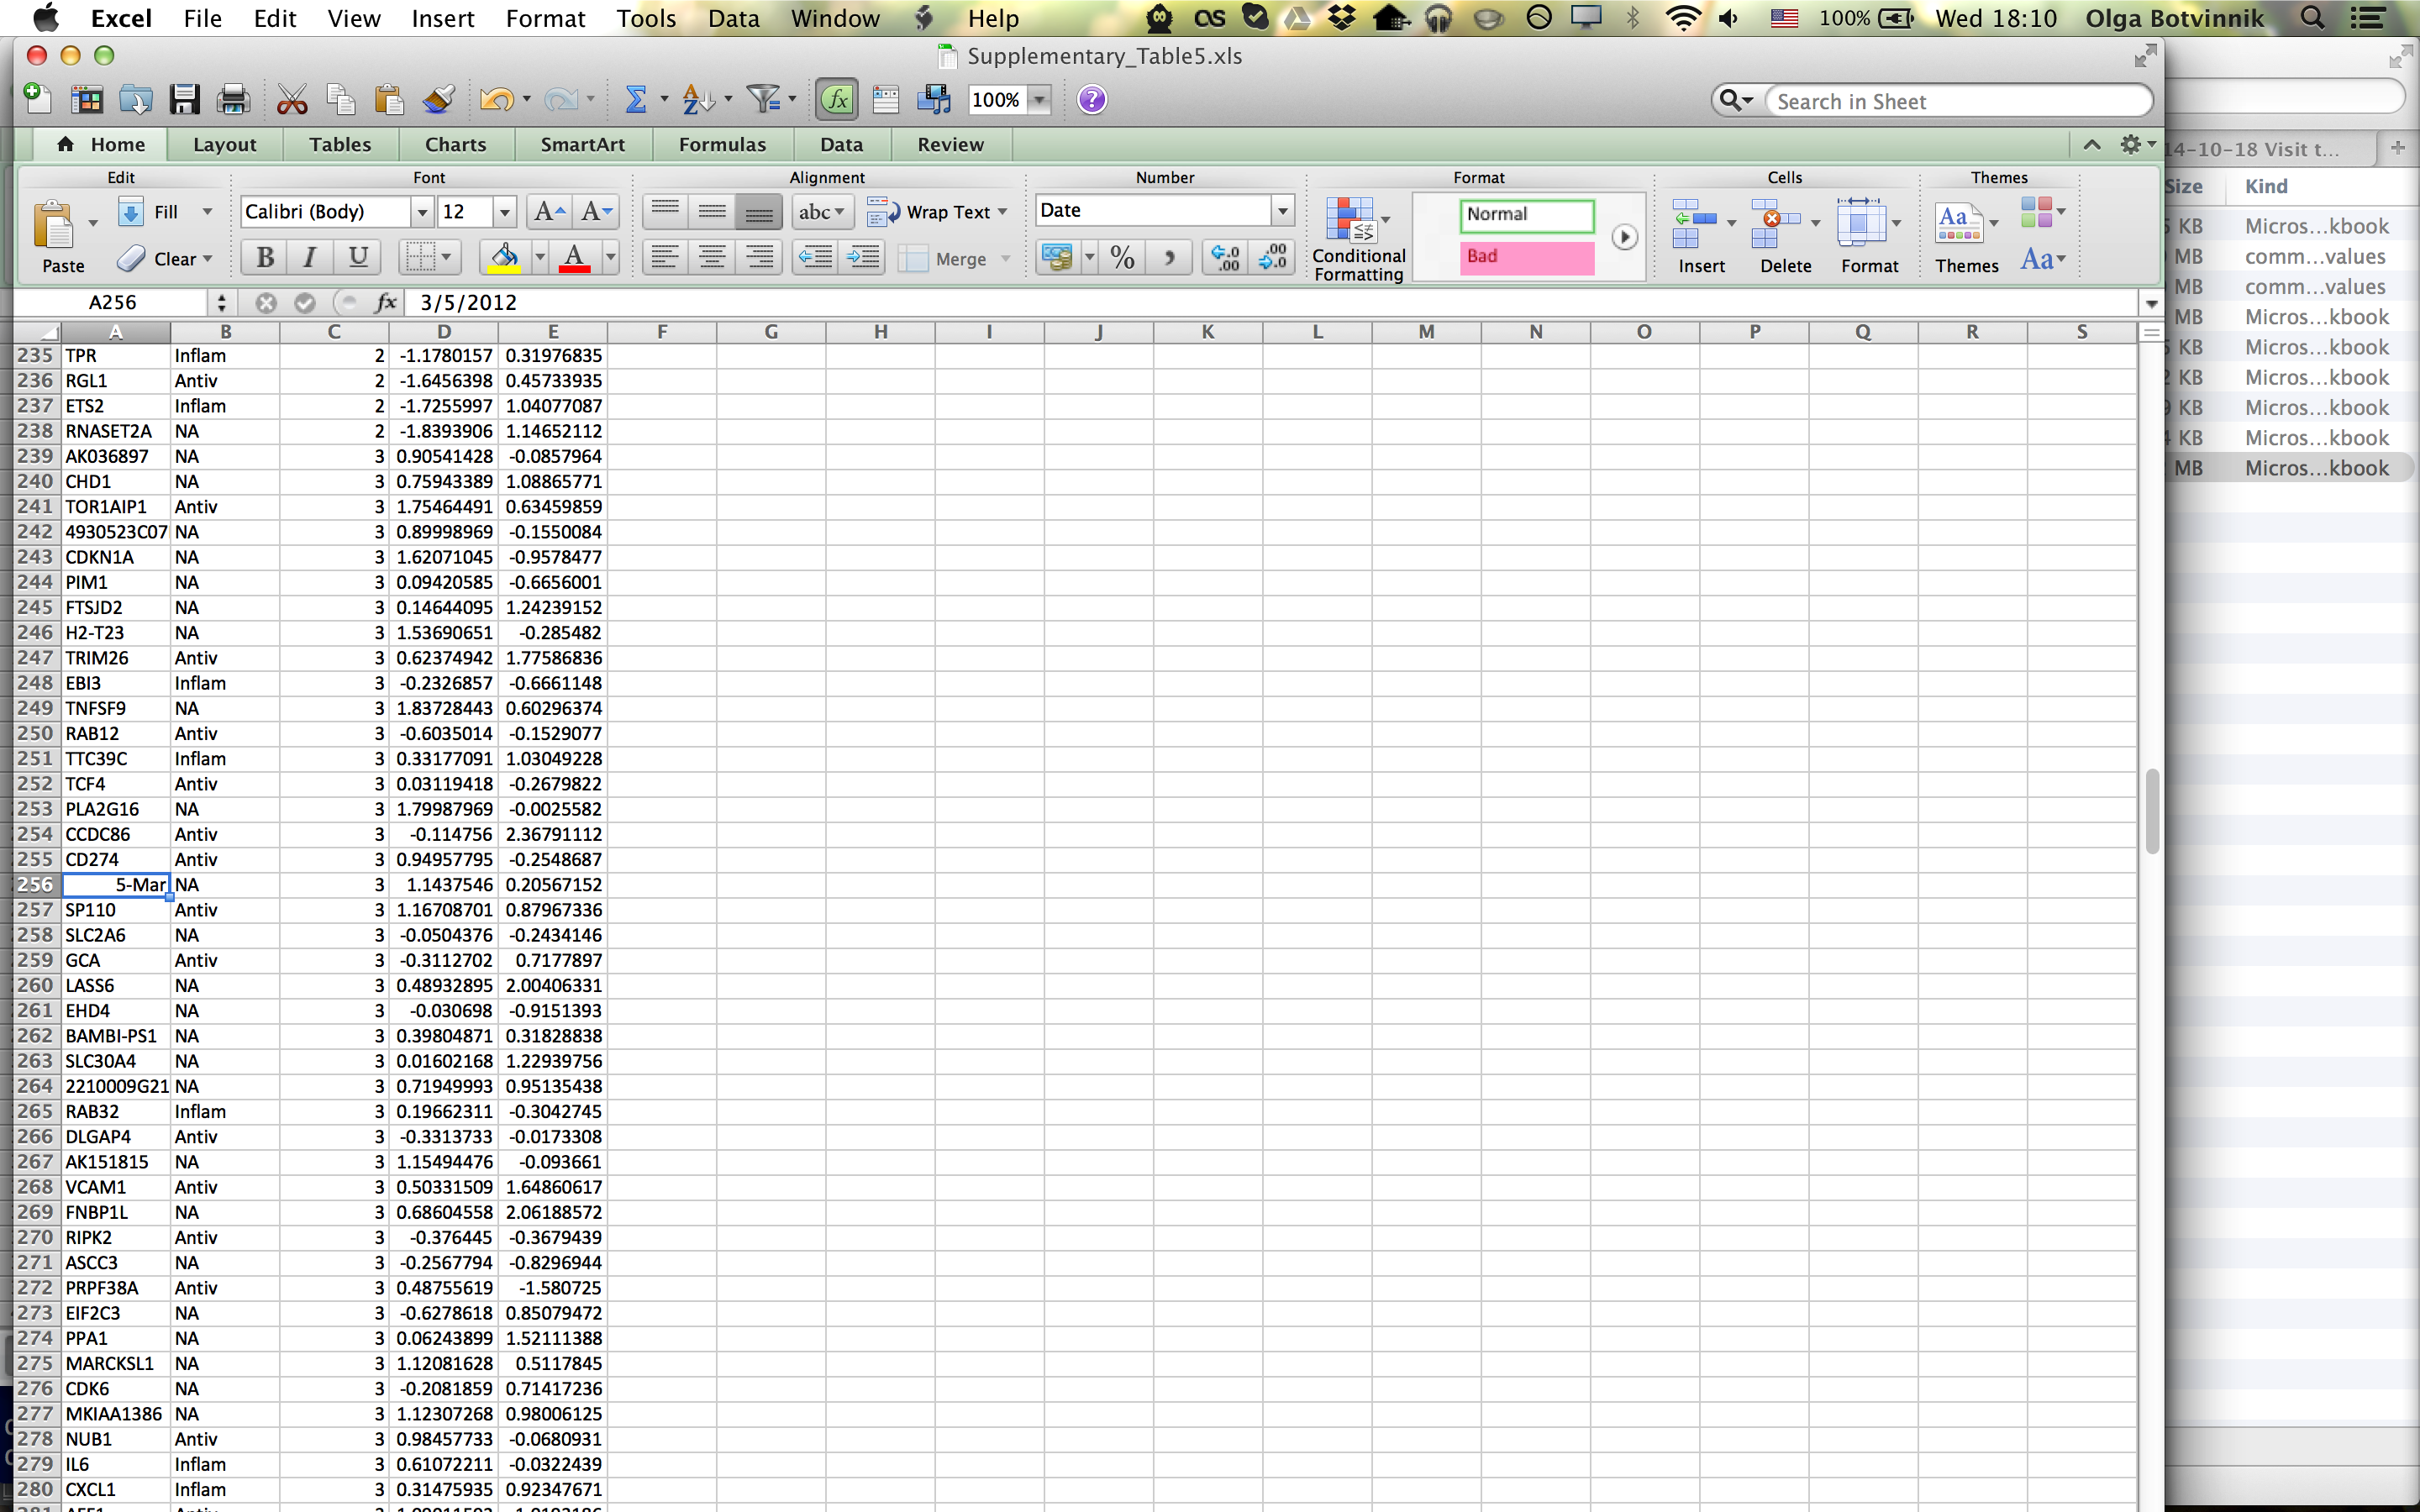 Excel File Edit View Insert Format Tools Data Window Help 100% Wed 18:10 Olga Botvinnik
Supplementary_Table5.xls
100% Search in Sheet
Home Layout Tables Charts SmartArt Formulas Data Review
14-10-18 Visit t...
Edit Font Alignment Number Format Cells Themes
Size Kind
Paste Fill Calibri (Body) 12 abc Wrap Text Date Normal
Clear B I U Merge % Conditional Formatting Bad Insert Delete Format Themes Aa
A256 fx 3/5/2012
A B C D E F G H I J K L M N O P Q R S
235 TPR Inflam 2 -1.1780157 0.31976835
236 RGL1 Antiv 2 -1.6456398 0.45733935
237 ETS2 Inflam 2 -1.7255997 1.04077087
238 RNASET2A NA 2 -1.8393906 1.14652112
239 AK036897 NA 3 0.90541428 -0.0857964
240 CHD1 NA 3 0.75943389 1.08865771
241 TOR1AIP1 Antiv 3 1.75464491 0.63459859
242 4930523C07 NA 3 0.89998969 -0.1550084
243 CDKN1A NA 3 1.62071045 -0.9578477
244 PIM1 NA 3 0.09420585 -0.6656001
245 FTSJD2 NA 3 0.14644095 1.24239152
246 H2-T23 NA 3 1.53690651 -0.285482
247 TRIM26 Antiv 3 0.62374942 1.77586836
248 EBI3 Inflam 3 -0.2326857 -0.6661148
249 TNFSF9 NA 3 1.83728443 0.60296374
250 RAB12 Antiv 3 -0.6035014 -0.1529077
251 TTC39C Inflam 3 0.33177091 1.03049228
252 TCF4 Antiv 3 0.03119418 -0.2679822
253 PLA2G16 NA 3 1.79987969 -0.0025582
254 CCDC86 Antiv 3 -0.114756 2.36791112
255 CD274 Antiv 3 0.94957795 -0.2548687
256 5-Mar NA 3 1.1437546 0.20567152
257 SP110 Antiv 3 1.16708701 0.87967336
258 SLC2A6 NA 3 -0.0504376 -0.2434146
259 GCA Antiv 3 -0.3112702 0.7177897
260 LASS6 NA 3 0.48932895 2.00406331
261 EHD4 NA 3 -0.030698 -0.9151393
262 BAMBI-PS1 NA 3 0.39804871 0.31828838
263 SLC30A4 NA 3 0.01602168 1.22939756
264 2210009G21 NA 3 0.71949993 0.95135438
265 RAB32 Inflam 3 0.19662311 -0.3042745
266 DLGAP4 Antiv 3 -0.3313733 -0.0173308
267 AK151815 NA 3 1.15494476 -0.093661
268 VCAM1 Antiv 3 0.50331509 1.64860617
269 FNBP1L NA 3 0.68604558 2.06188572
270 RIPK2 Antiv 3 -0.376445 -0.3679439
271 ASCC3 NA 3 -0.2567794 -0.8296944
272 PRPF38A Antiv 3 0.48755619 -1.580725
273 EIF2C3 NA 3 -0.6278618 0.85079472
274 PPA1 NA 3 0.06243899 1.52111388
275 MARCKSL1 NA 3 1.12081628 0.5117845
276 CDK6 NA 3 -0.2081859 0.71417236
277 MKIAA1386 NA 3 1.12307268 0.98006125
278 NUB1 Antiv 3 0.98457733 -0.0680931
279 IL6 Inflam 3 0.61072211 -0.0322439
280 CXCL1 Inflam 3 0.31475935 0.92347671
KB Micros...kbook
MB comm...values
MB comm...values
MB Micros...kbook
KB Micros...kbook
KB Micros...kbook
KB Micros...kbook
KB Micros...kbook
MB Micros...kbook